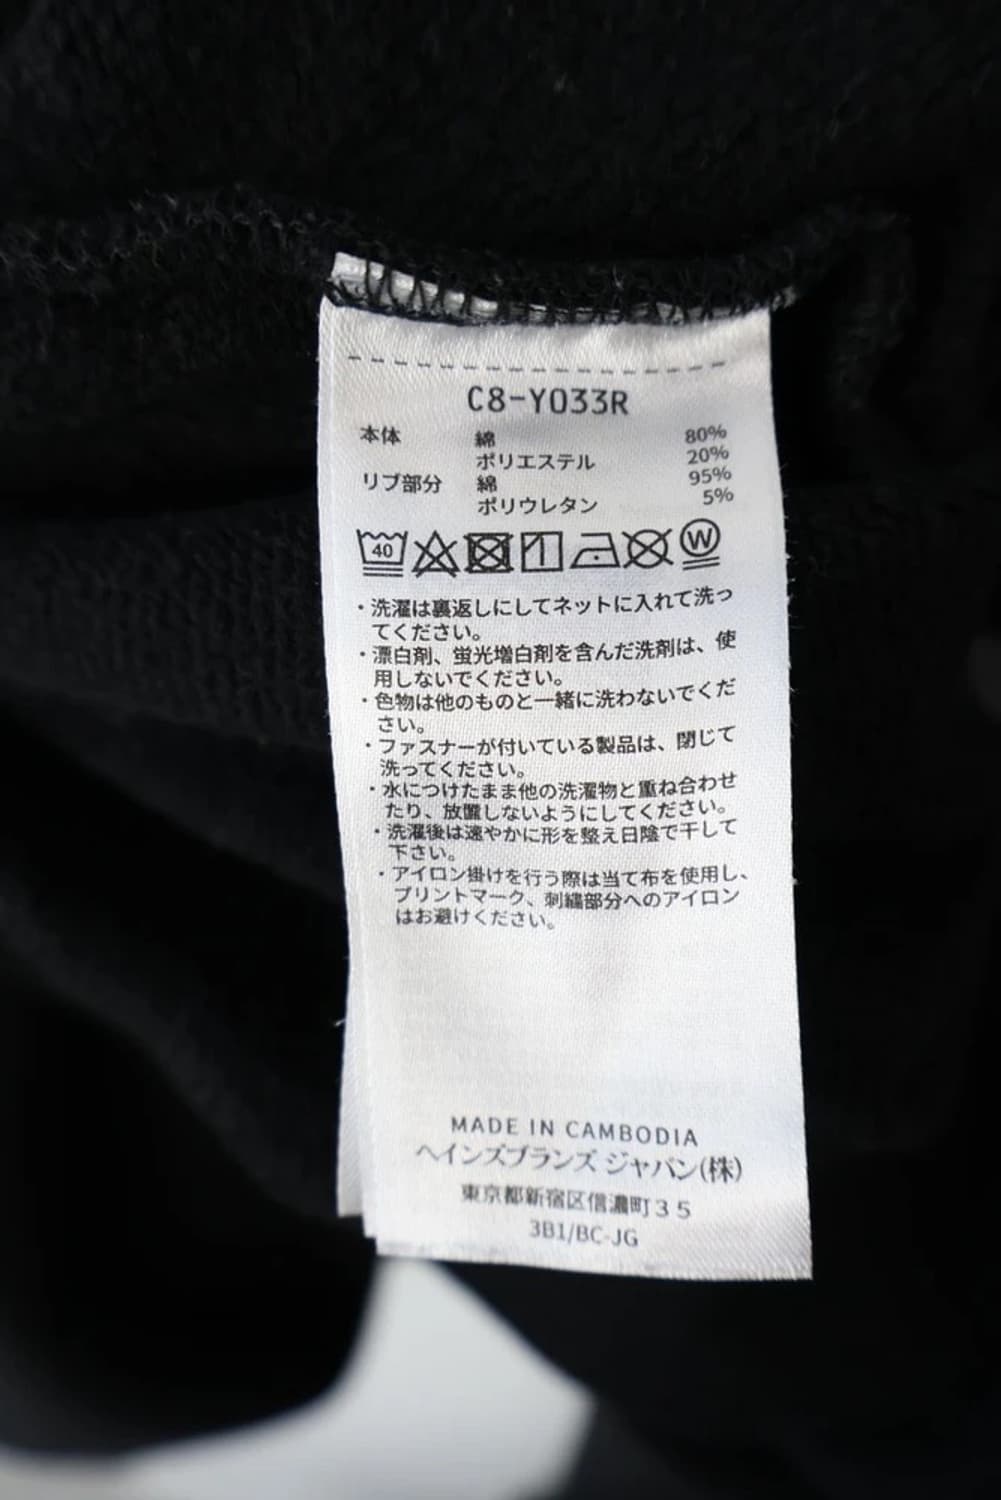 C8-Y033R
本体 綿 80%
ポリエステル 20%
リブ部分 綿 95%
ポリウレタン 5%
40 W
・洗濯は裏返しにしてネットに入れて洗っ
てください。
・漂白剤、蛍光増白剤を含んだ洗剤は、使
用しないでください。
・色物は他のものと一緒に洗わないでくだ
さい。
・ファスナーが付いている製品は、閉じて
洗ってください。
・水につけたまま他の洗濯物と重ね合わせ
たり、放置しないようにしてください。
・洗濯後は速やかに形を整え日陰で干して
下さい。
・アイロン掛けを行う際は当て布を使用し、
プリントマーク、刺繍部分へのアイロン
はお避けください。
MADE IN CAMBODIA
ヘインズブランズ ジャパン(株)
東京都新宿区信濃町３５
3B1/BC-JG